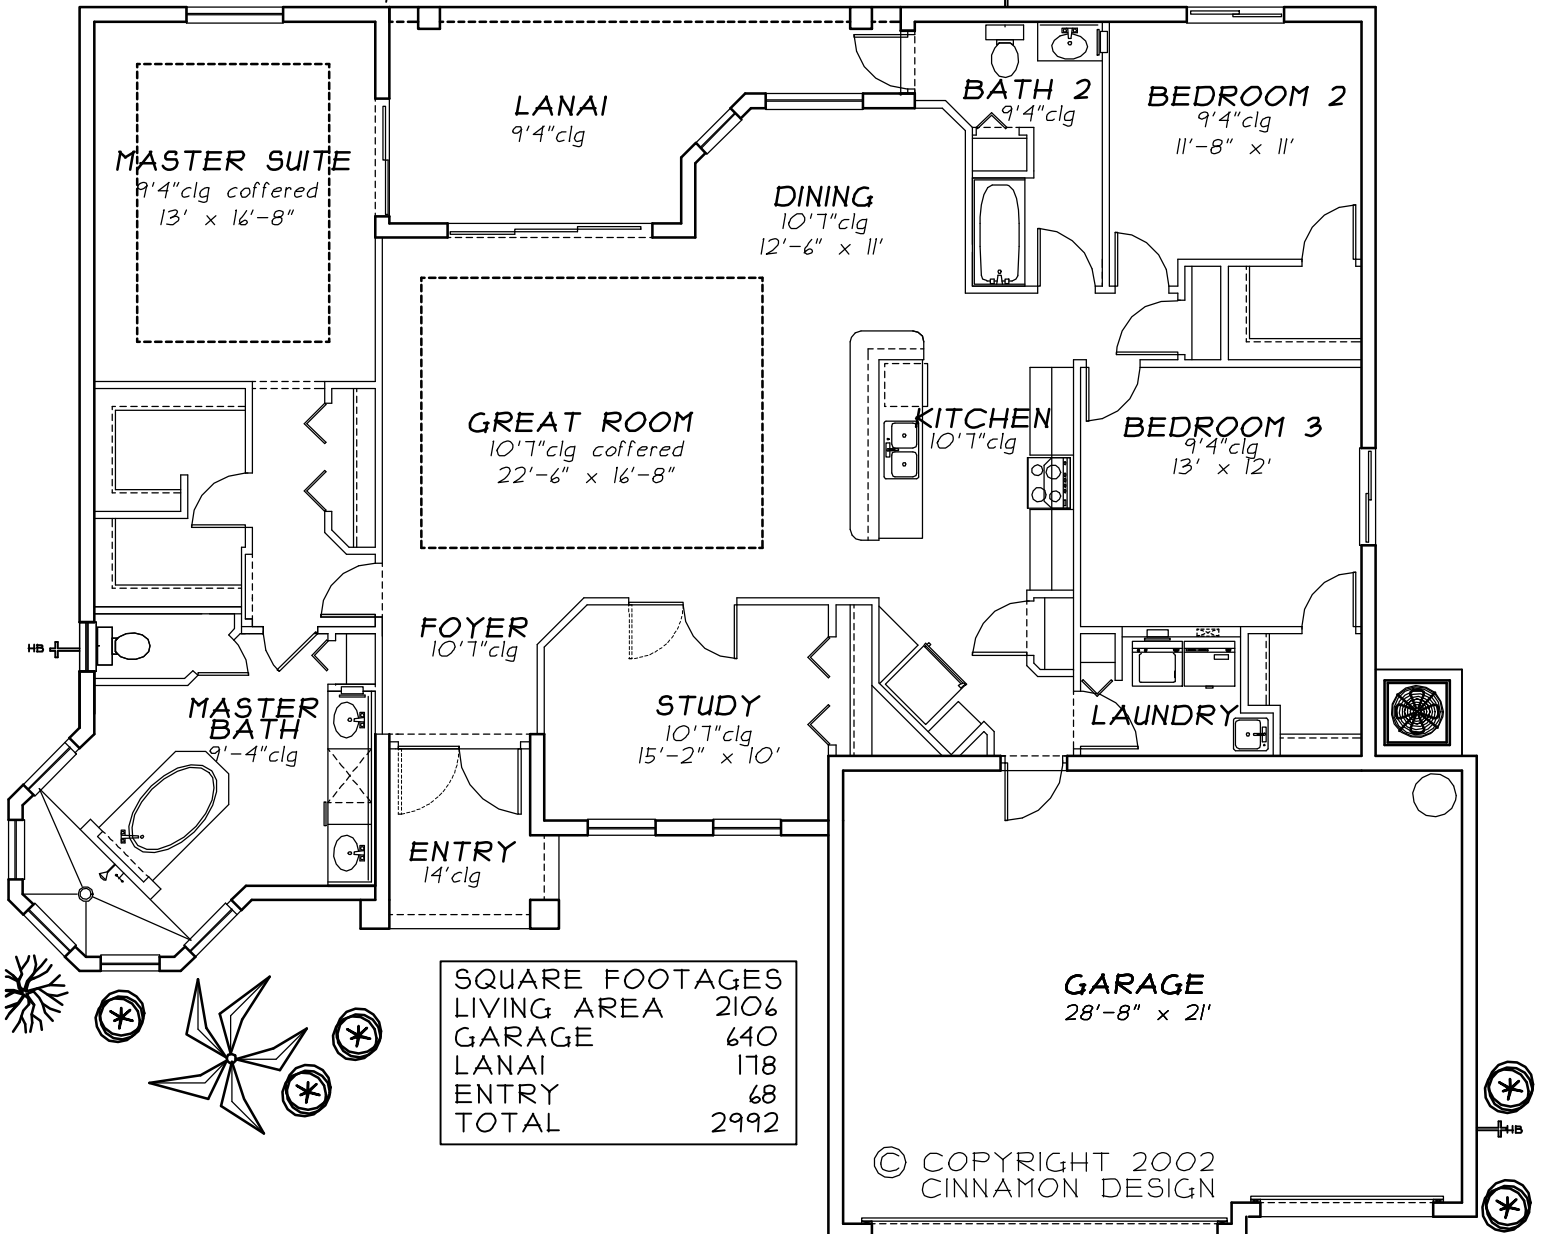 LANAI
9'4"clg
BATH 2
9'4"clg
BEDROOM 2
9'4"clg
11'-8" x 11'
MASTER SUITE
9'4"clg coffered
13' x 16'-8"
DINING
10'7"clg
12'-6" x 11'
GREAT ROOM
10'7"clg coffered
22'-6" x 16'-8"
KITCHEN
10'7"clg
BEDROOM 3
9'4"clg
13' x 12'
FOYER
10'7"clg
HB
MASTER
BATH
9'-4"clg
STUDY
10'7"clg
15'-2" x 10'
LAUNDRY
ENTRY
14'clg
SQUARE FOOTAGES
LIVING AREA 2106
GARAGE 640
LANAI 178
ENTRY 68
TOTAL 2992
GARAGE
28'-8" x 21'
HB
© COPYRIGHT 2002
CINNAMON DESIGN